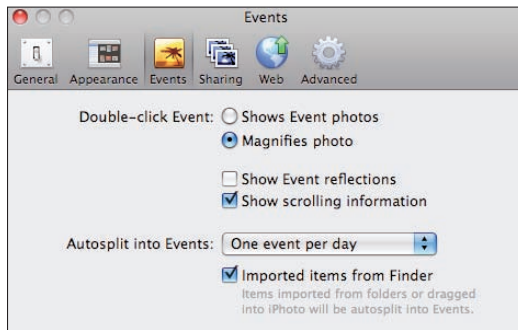 Events
General Appearance Events Sharing Web Advanced
Double-click Event: Shows Event photos
Magnifies photo
Show Event reflections
Show scrolling information
Autosplit into Events: One event per day
Imported items from Finder
Items imported from folders or dragged
into iPhoto will be autosplit into Events.